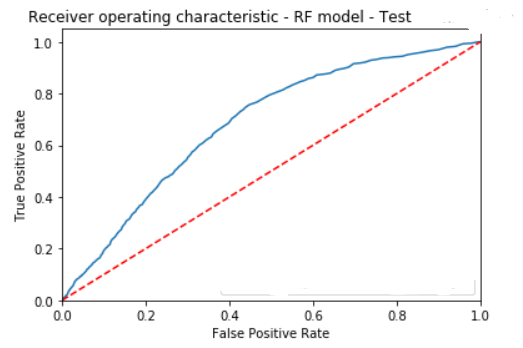 Receiver operating characteristic - RF model - Test
1.0
0.8
0.6
0.4
0.2
0.0
True Positive Rate
0.0 0.2 0.4 0.6 0.8 1.0
False Positive Rate